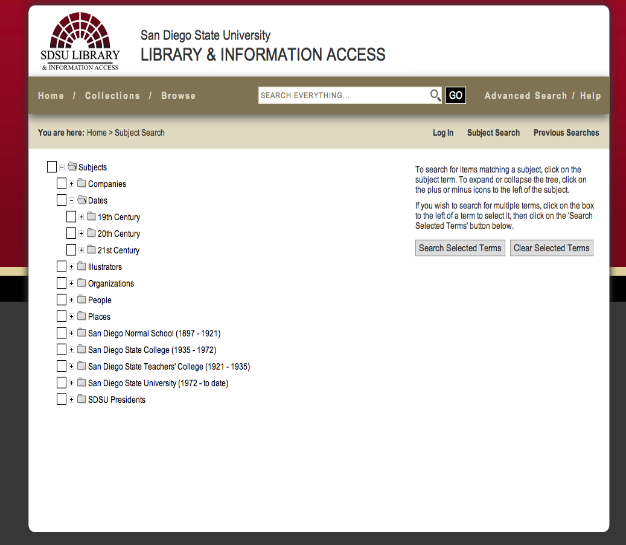 San Diego State University
LIBRARY & INFORMATION ACCESS
SDSU LIBRARY
& INFORMATION ACCESS
Home / Collections / Browse
SEARCH EVERYTHING...
GO
Advanced Search / Help
You are here: Home > Subject Search
Log In Subject Search Previous Searches
Subjects
Companies
Dates
19th Century
20th Century
21st Century
Illustrators
Organizations
People
Places
San Diego Normal School (1897 - 1921)
San Diego State College (1935 - 1972)
San Diego State Teachers' College (1921 - 1935)
San Diego State University (1972 - to date)
SDSU Presidents
To search for items matching a subject, click on the
subject term. To expand or collapse the tree, click on
the plus or minus icons to the left of the subject.
If you wish to search for multiple terms, click on the box
to the left of a term to select it, then click on the 'Search
Selected Terms' button below.
Search Selected Terms Clear Selected Terms